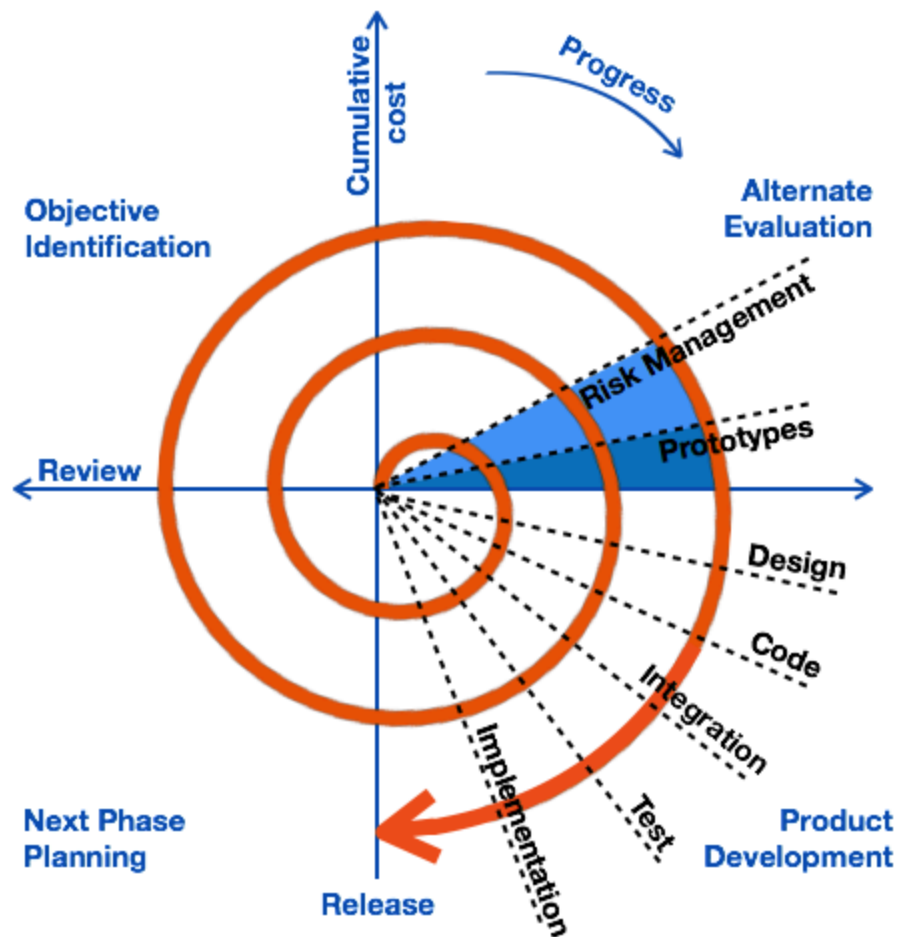 Cumulative
cost
Progress
Objective
Identification
Alternate
Evaluation
Risk Management
Prototypes
Review
Design
Code
Integration
Test
Implementation
Next Phase
Planning
Product
Development
Release